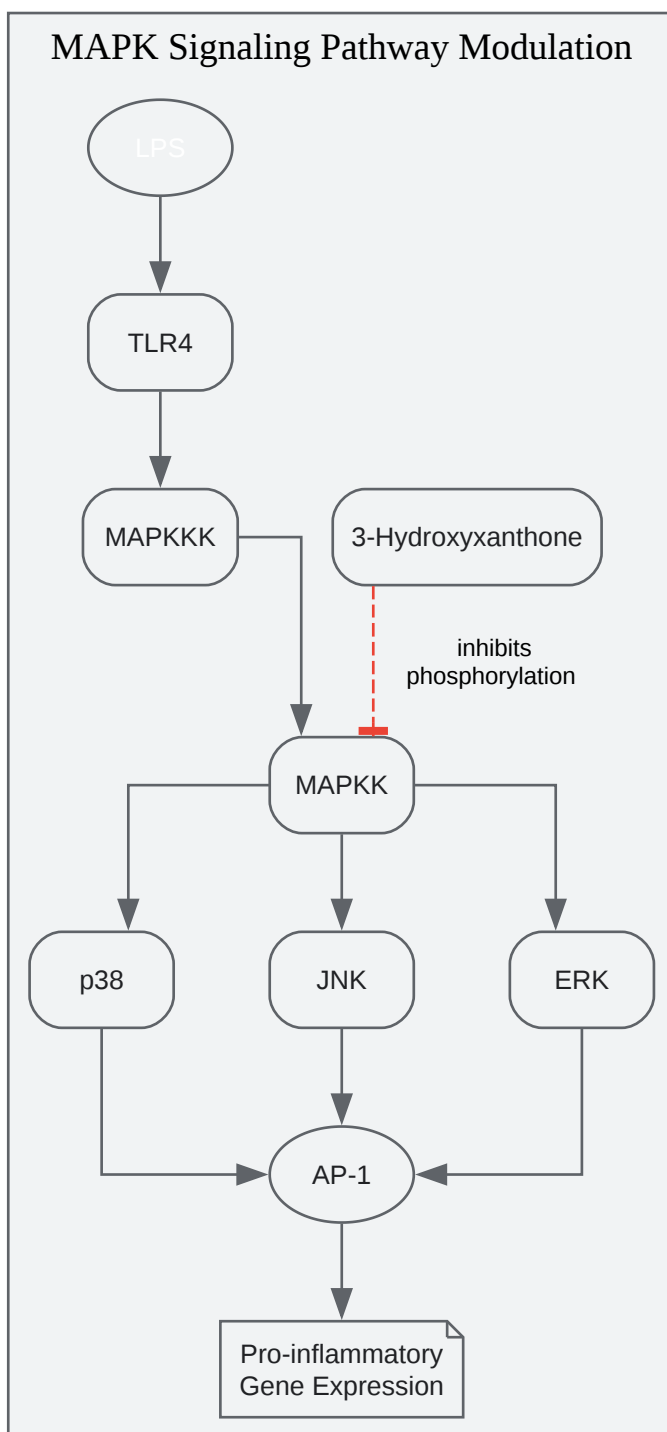 MAPK Signaling Pathway Modulation
LPS
TLR4
MAPKKK
3-Hydroxyxanthone
inhibits
phosphorylation
MAPKK
p38
JNK
ERK
AP-1
Pro-inflammatory
Gene Expression